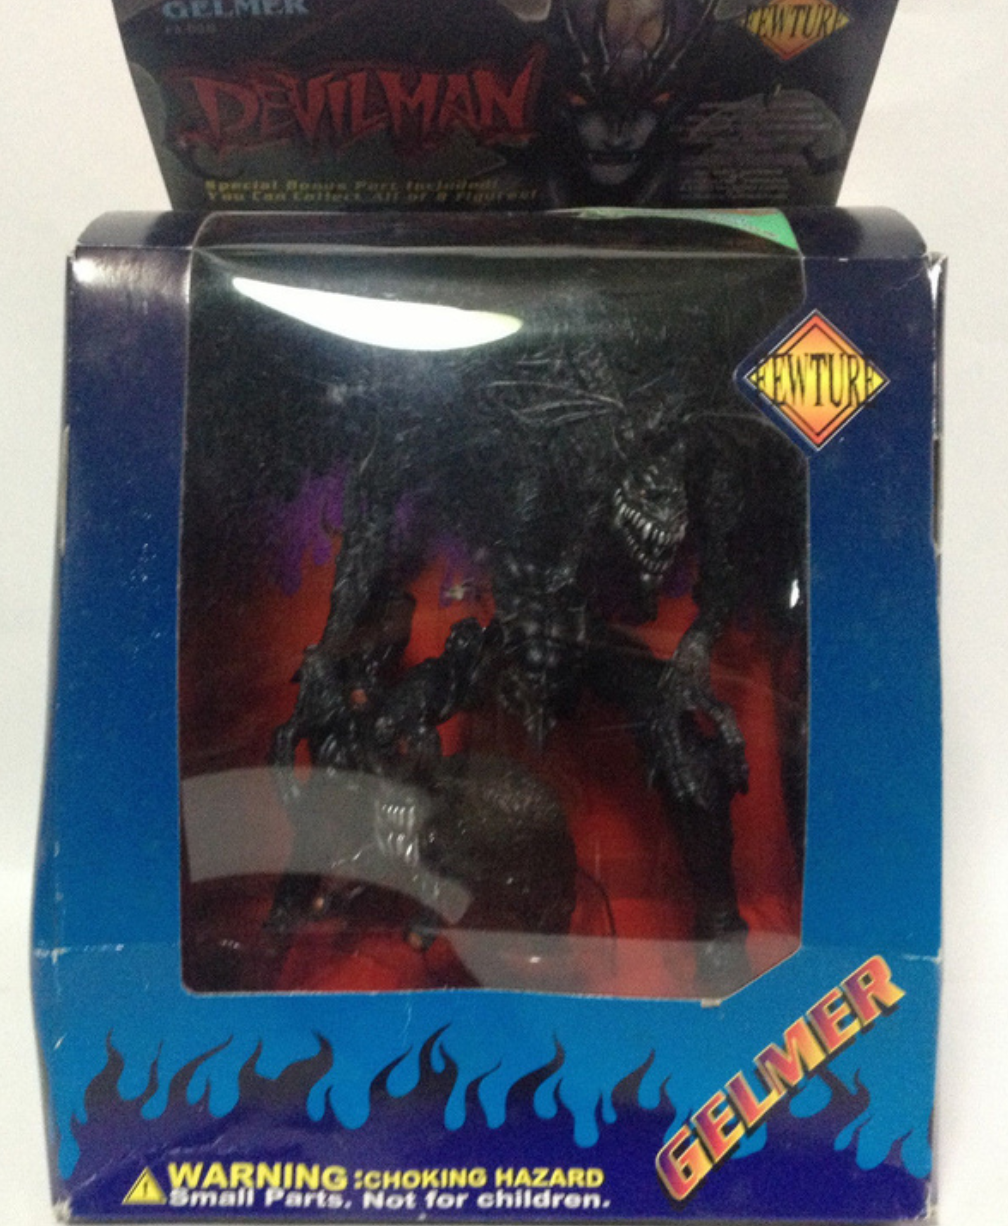 GELMER
FEWTURE
DEVILMAN
Special Bonus Part Included!
You Can Collect All of 8 Figures!
FEWTURE
GELMER
WARNING:CHOKING HAZARD
Small Parts. Not for children.